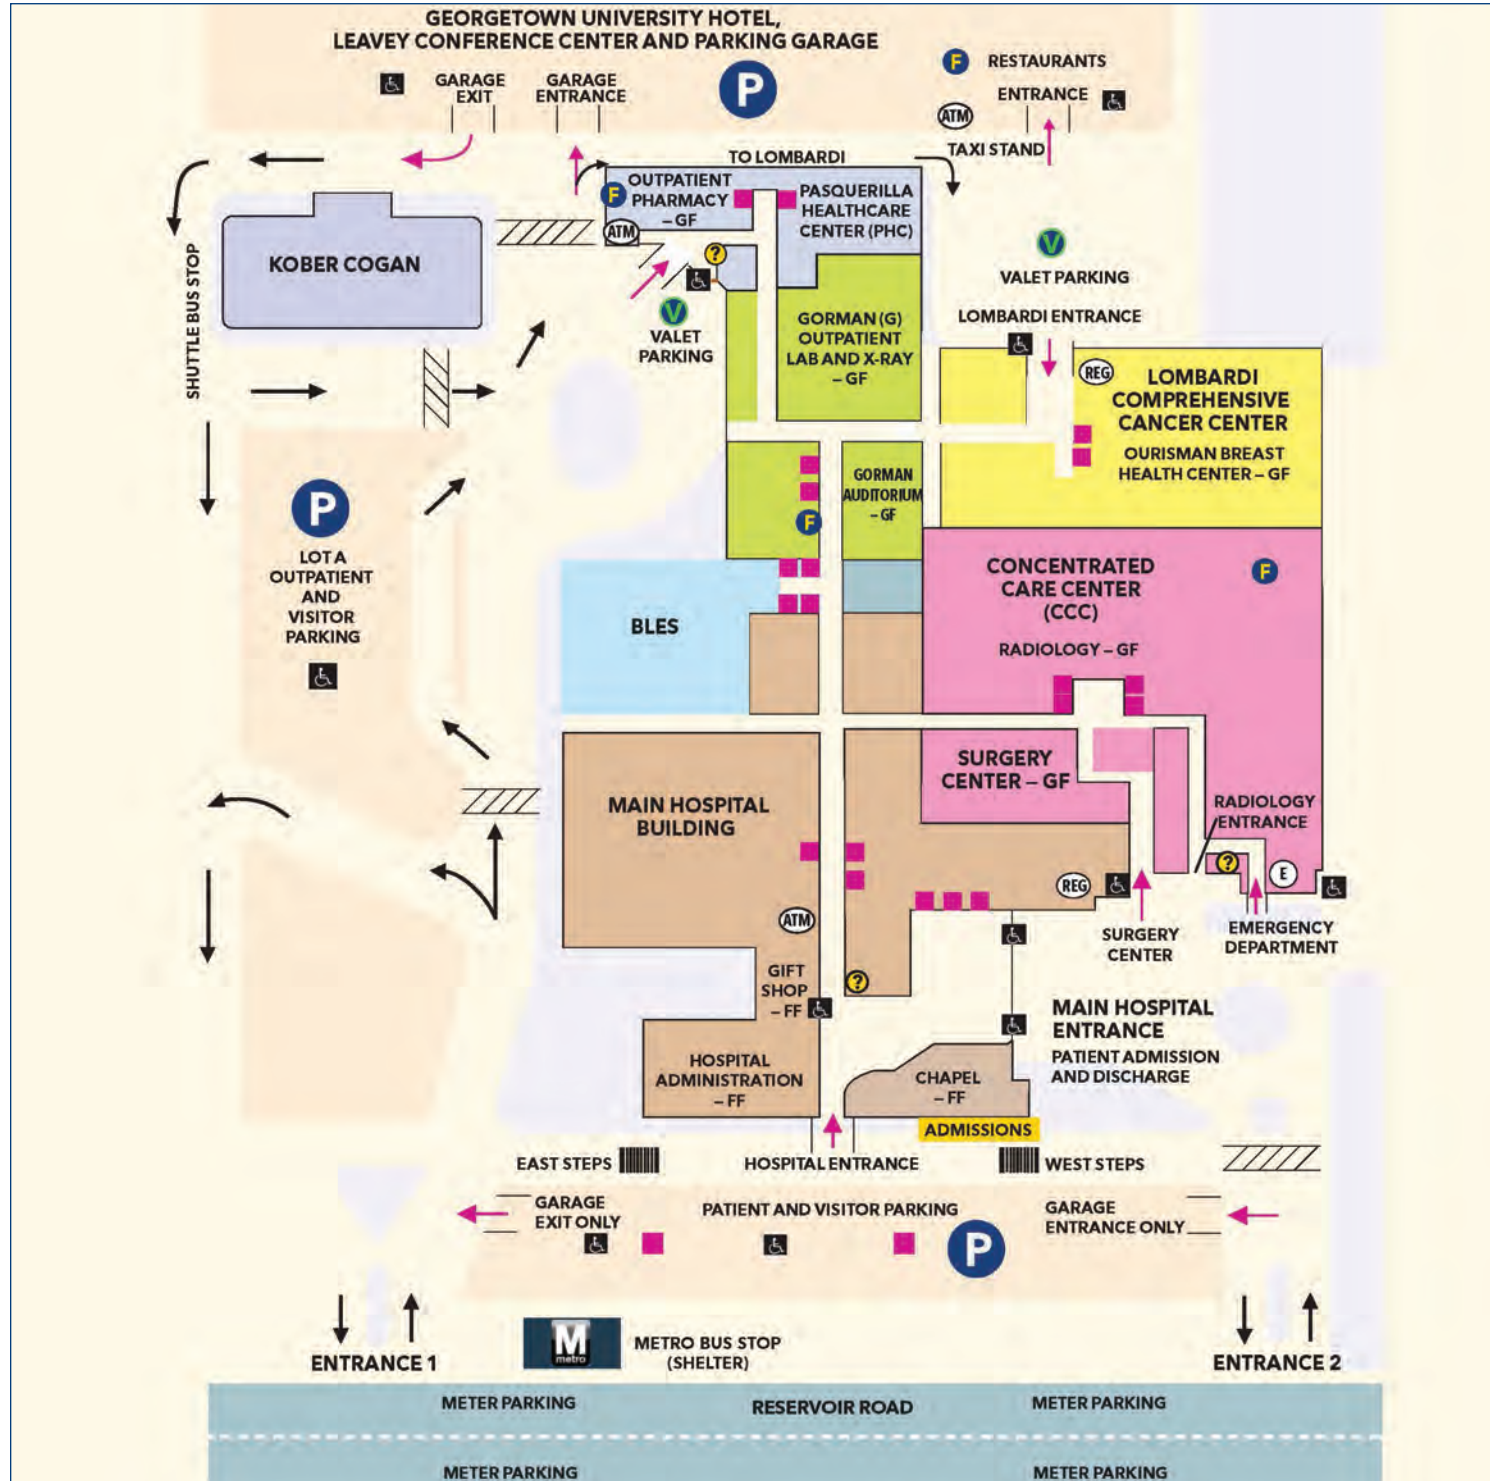 GEORGETOWN UNIVERSITY HOTEL,
LEAVEY CONFERENCE CENTER AND PARKING GARAGE
GARAGE
EXIT
GARAGE
ENTRANCE
P
F
RESTAURANTS
ENTRANCE
ATM
TAXI STAND
TO LOMBARDI
F
OUTPATIENT
PHARMACY
– GF
ATM
PASQUERILLA
HEALTHCARE
CENTER (PHC)
KOBER COGAN
SHUTTLE BUS STOP
?
V
VALET
PARKING
V
VALET PARKING
LOMBARDI ENTRANCE
GORMAN (G)
OUTPATIENT
LAB AND X-RAY
– GF
REG
LOMBARDI
COMPREHENSIVE
CANCER CENTER
OURISMAN BREAST
HEALTH CENTER – GF
GORMAN
AUDITORIUM
– GF
F
P
LOT A
OUTPATIENT
AND
VISITOR
PARKING
BLES
CONCENTRATED
CARE CENTER
(CCC)
F
RADIOLOGY – GF
SURGERY
CENTER – GF
MAIN HOSPITAL
BUILDING
RADIOLOGY
ENTRANCE
?
E
REG
ATM
SURGERY
CENTER
EMERGENCY
DEPARTMENT
GIFT
SHOP
– FF
?
MAIN HOSPITAL
ENTRANCE
PATIENT ADMISSION
AND DISCHARGE
HOSPITAL
ADMINISTRATION
– FF
CHAPEL
– FF
ADMISSIONS
EAST STEPS
HOSPITAL ENTRANCE
WEST STEPS
GARAGE
EXIT ONLY
PATIENT AND VISITOR PARKING
P
GARAGE
ENTRANCE ONLY
ENTRANCE 1
M
metro
METRO BUS STOP
(SHELTER)
ENTRANCE 2
METER PARKING
RESERVOIR ROAD
METER PARKING
METER PARKING
METER PARKING